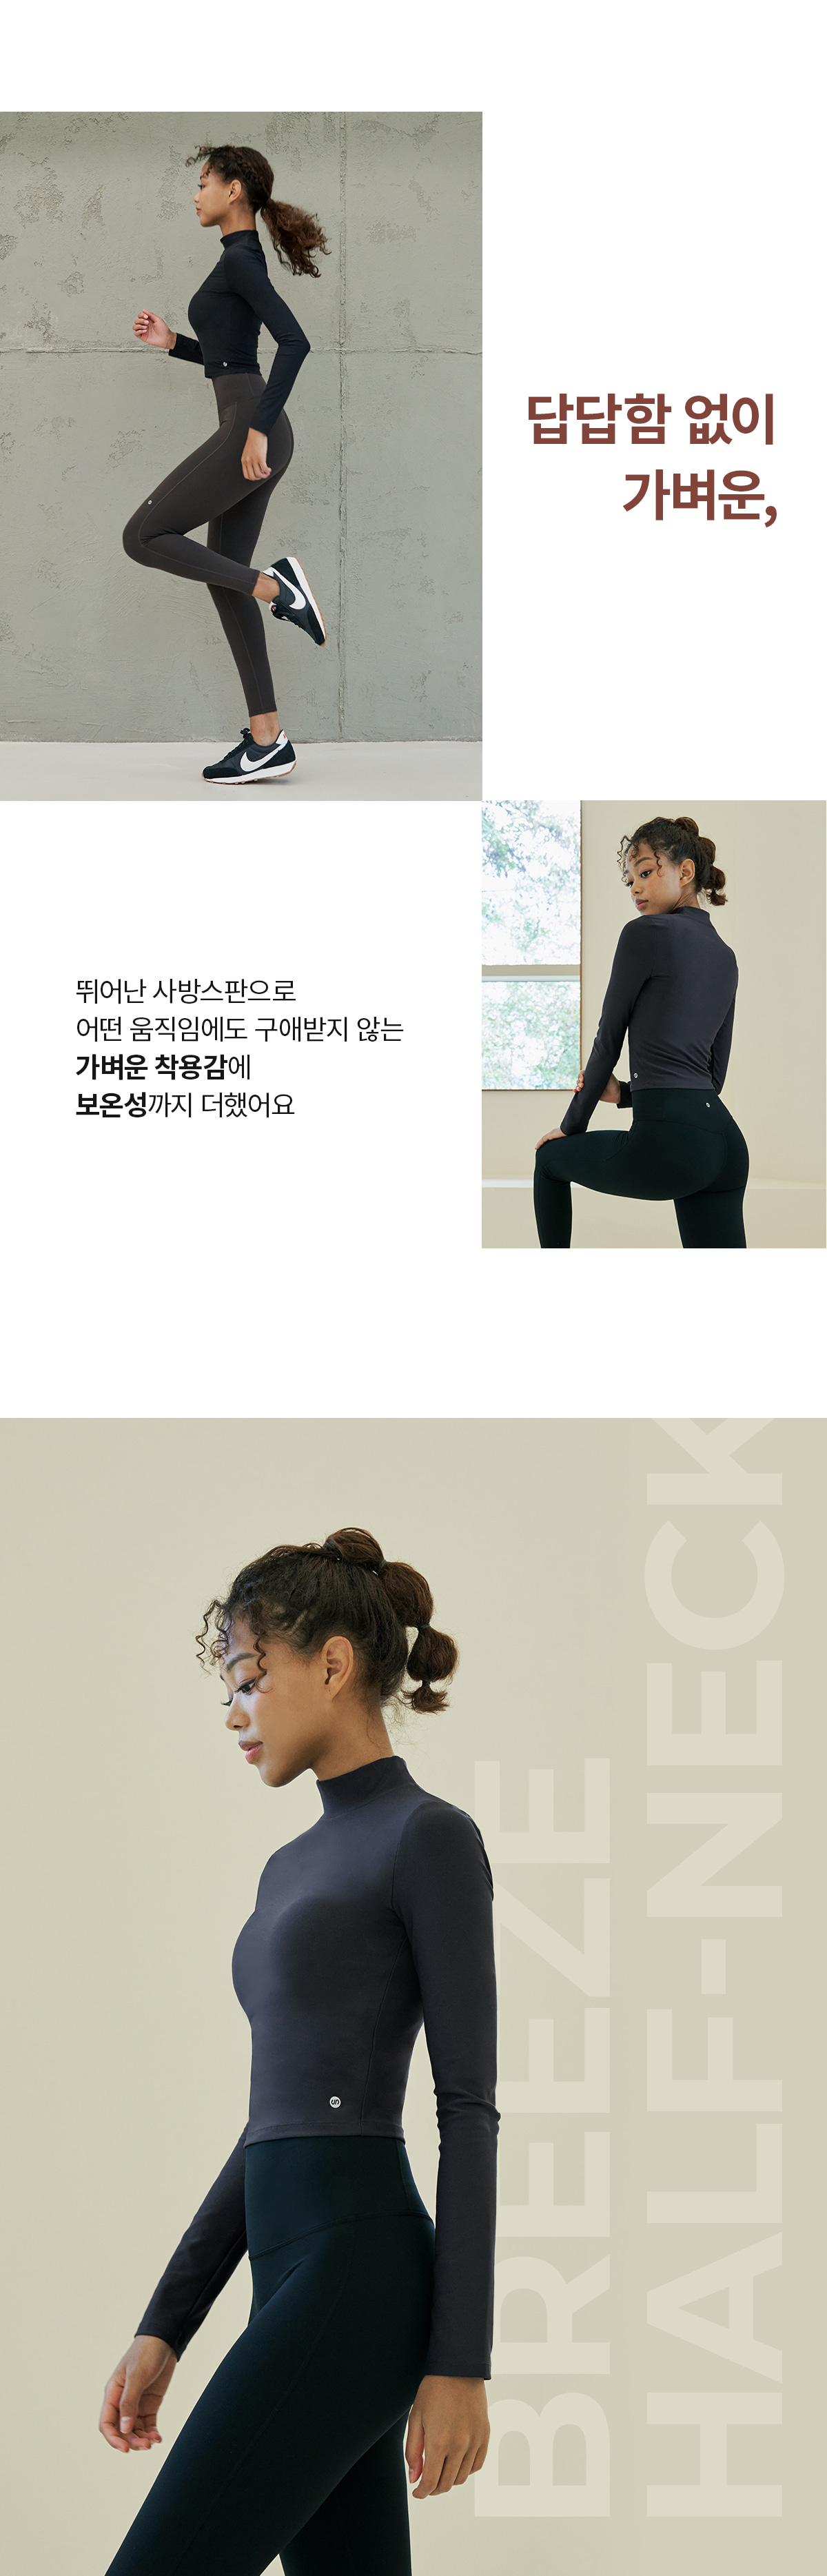 답답함 없이
가벼운,
뛰어난 사방스판으로
어떤 움직임에도 구애받지 않는
가벼운 착용감에
보온성까지 더했어요
BREEZE
HALF-NECK
un